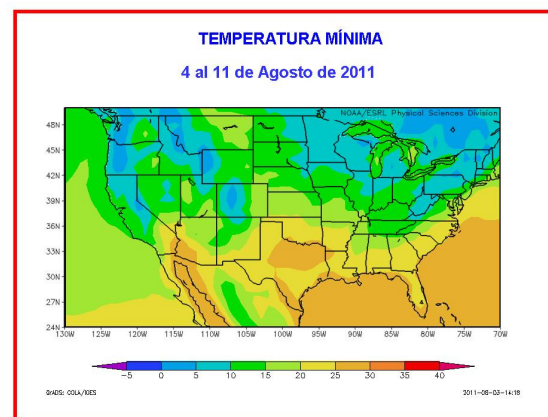 TEMPERATURA MÍNIMA
4 al 11 de Agosto de 2011
NOAA/ESRL Physical Sciences Division
48N
45N
42N
39N
36N
33N
30N
27N
24N
130W 125W 120W 115W 110W 105W 100W 95W 90W 85W 80W 75W 70W
-5 0 5 10 15 20 25 30 35 40
GrADS: COLA/IGES 2011-08-03-14:18